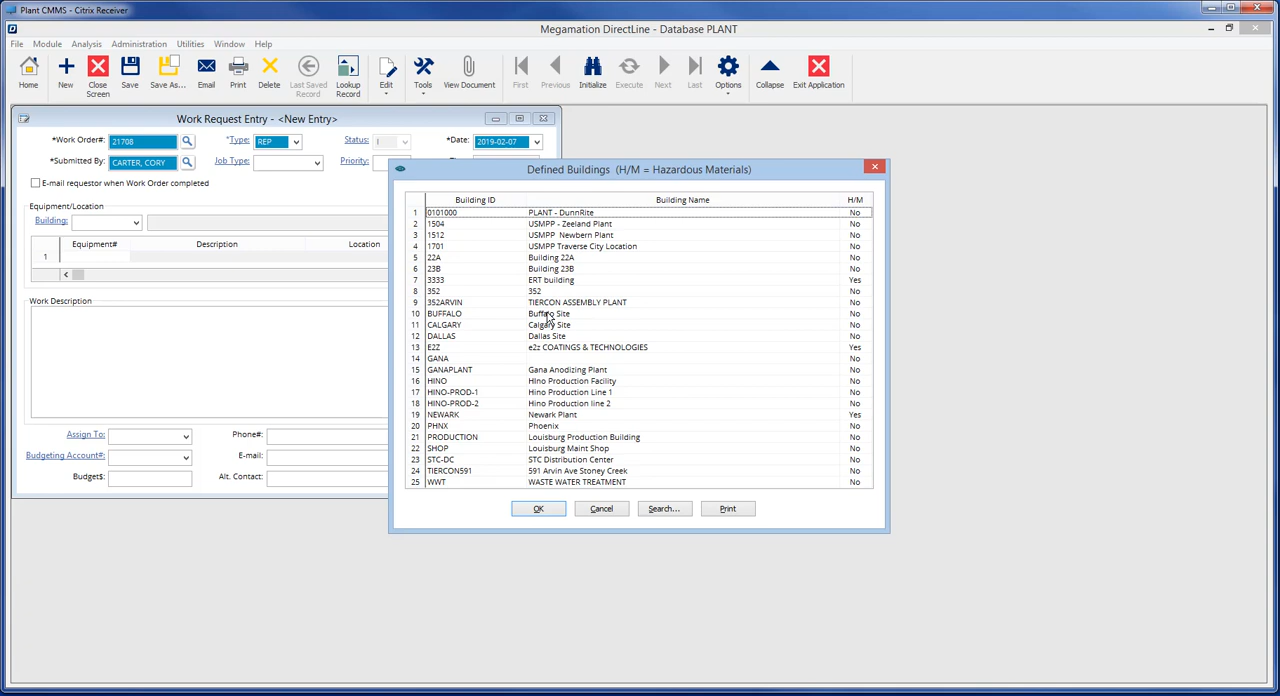 Plant CMMS - Citrix Receiver
Megamation DirectLine - Database PLANT
File Module Analysis Administration Utilities Window Help
Home New Close Screen Save Save As... Email Print Delete Last Saved Record Lookup Record Edit Tools View Document First Previous Initialize Execute Next Last Options Collapse Exit Application
Work Request Entry - <New Entry>
*Work Order#: 21708 *Type: REP Status: I *Date: 2019-02-07
*Submitted By: CARTER, CORY Job Type: Priority:
E-mail requestor when Work Order completed
Equipment/Location
Building:
Equipment# Description Location
1
Work Description
Assign To: Phone#:
Budgeting Account#: E-mail:
Budget$: Alt. Contact:
Defined Buildings (H/M = Hazardous Materials)
Building ID Building Name H/M
1 0101000 PLANT - DunnRite No
2 1504 USMPP - Zeeland Plant No
3 1512 USMPP Newbern Plant No
4 1701 USMPP Traverse City Location No
5 22A Building 22A No
6 23B Building 23B No
7 3333 ERT building Yes
8 352 352 No
9 352ARVIN TIERCON ASSEMBLY PLANT No
10 BUFFALO Buffalo Site No
11 CALGARY Calgary Site No
12 DALLAS Dallas Site No
13 E2Z e2z COATINGS & TECHNOLOGIES Yes
14 GANA No
15 GANAPLANT Gana Anodizing Plant No
16 HINO HIno Production Facility No
17 HINO-PROD-1 Hino Production Line 1 No
18 HINO-PROD-2 Hino Production line 2 No
19 NEWARK Newark Plant Yes
20 PHNX Phoenix No
21 PRODUCTION Louisburg Production Building No
22 SHOP Louisburg Maint Shop No
23 STC-DC STC Distribution Center No
24 TIERCON591 591 Arvin Ave Stoney Creek No
25 WWT WASTE WATER TREATMENT No
OK Cancel Search... Print